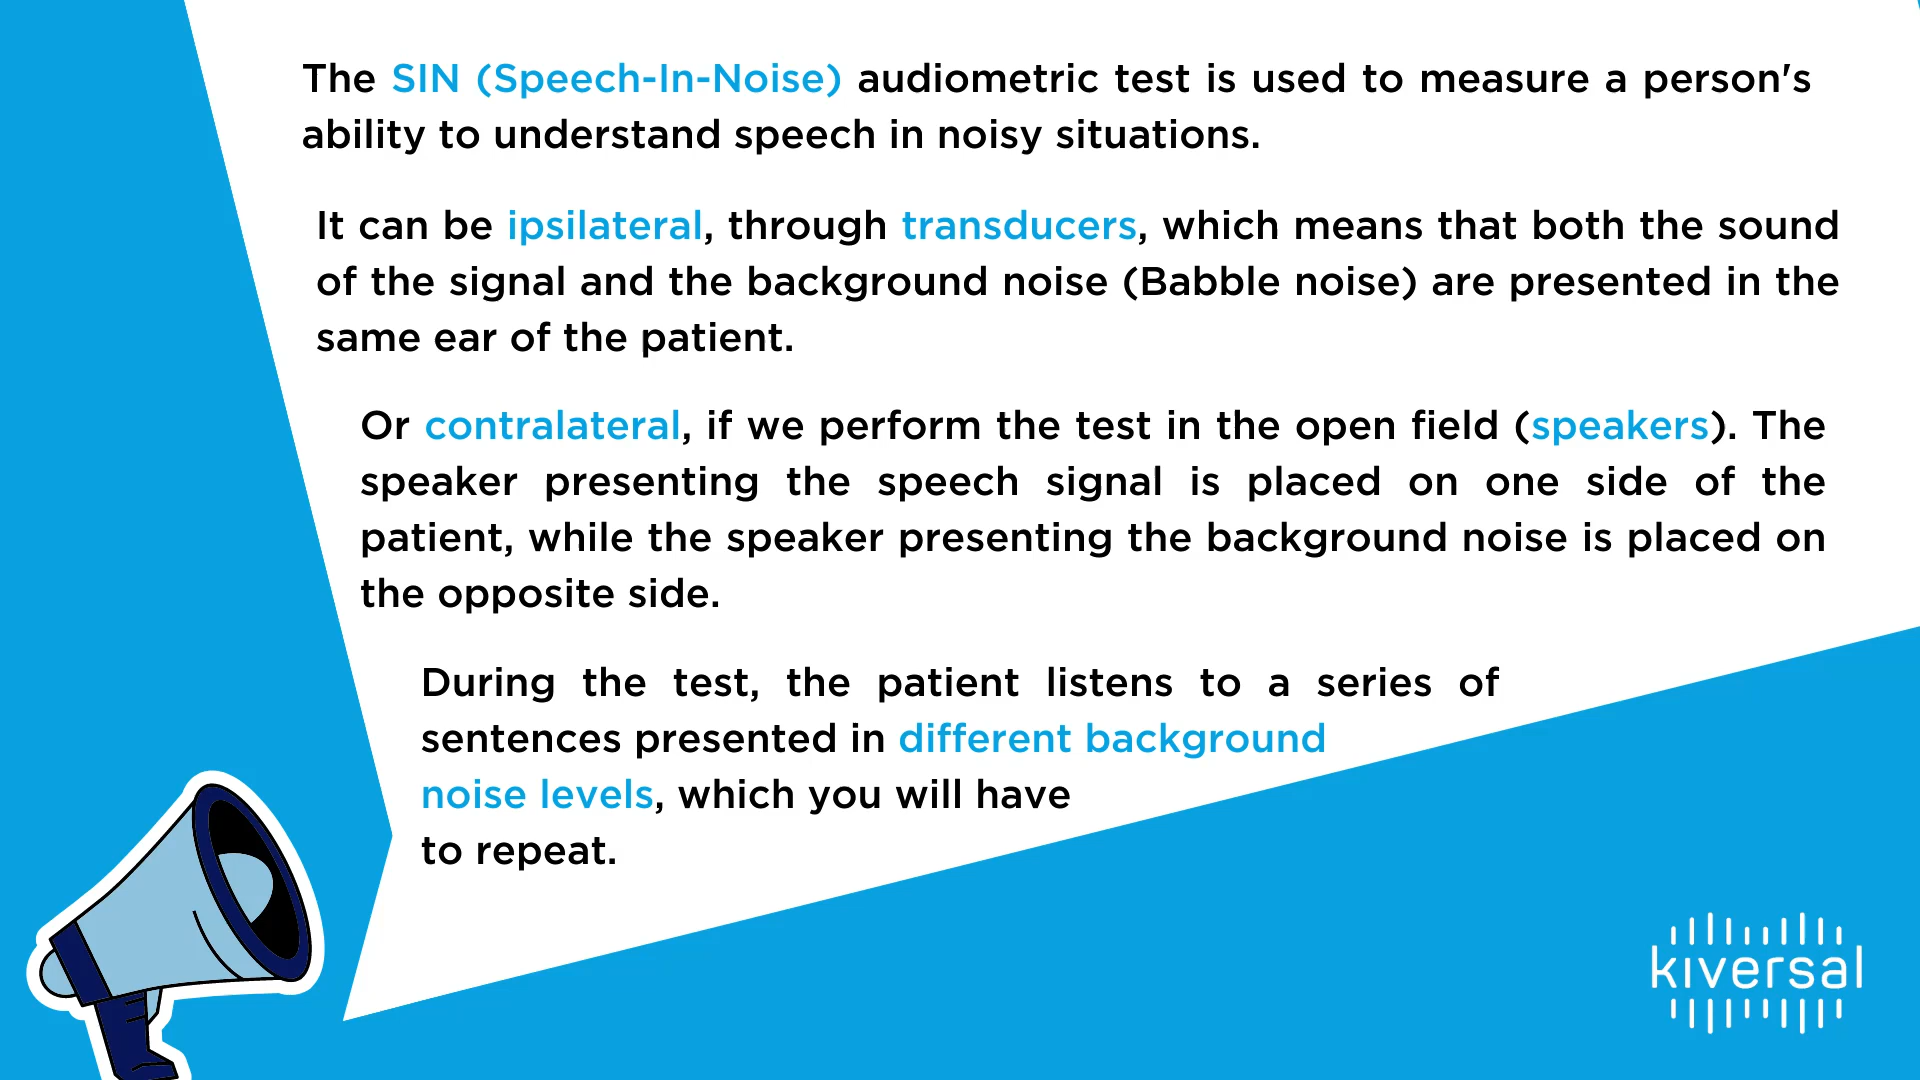 The SIN (Speech-In-Noise) audiometric test is used to measure a person's
ability to understand speech in noisy situations.
It can be ipsilateral, through transducers, which means that both the sound
of the signal and the background noise (Babble noise) are presented in the
same ear of the patient.
Or contralateral, if we perform the test in the open field (speakers). The
speaker presenting the speech signal is placed on one side of the
patient, while the speaker presenting the background noise is placed on
the opposite side.
During the test, the patient listens to a series of
sentences presented in different background
noise levels, which you will have
to repeat.
kiversal